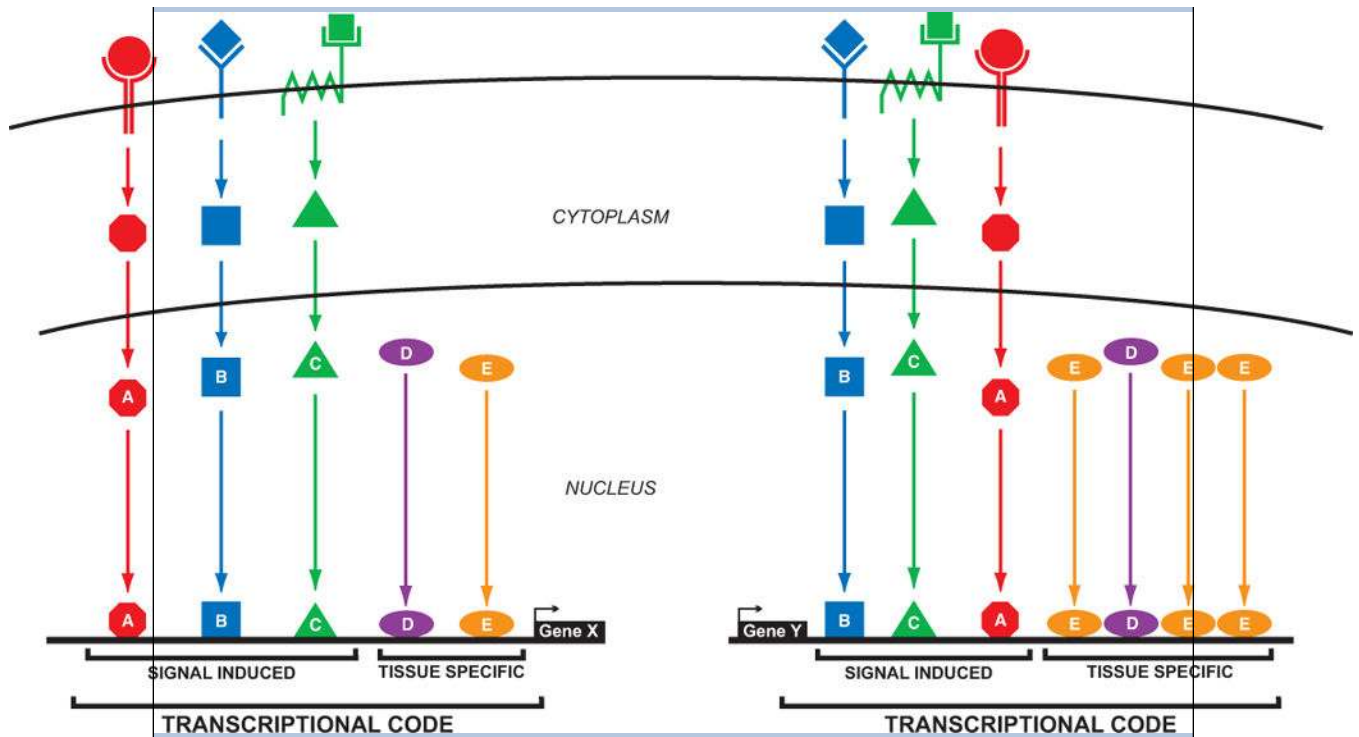 CYTOPLASM
B C D E B C A E D E E
A
NUCLEUS
A B C D E Gene X Gene Y B C A E D E E
SIGNAL INDUCED TISSUE SPECIFIC SIGNAL INDUCED TISSUE SPECIFIC
TRANSCRIPTIONAL CODE TRANSCRIPTIONAL CODE